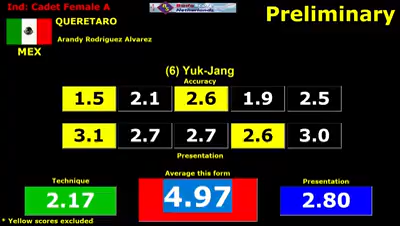 Ind: Cadet Female A
QUERETARO
Preliminary
Arandy Rodriguez Alvarez
MEX
(6) Yuk-Jang
Accuracy
1.5 2.1 2.6 1.9 2.5
3.1 2.7 2.7 2.6 3.0
Presentation
Technique
Average this form
Presentation
2.17
4.97
2.80
* Yellow scores excluded